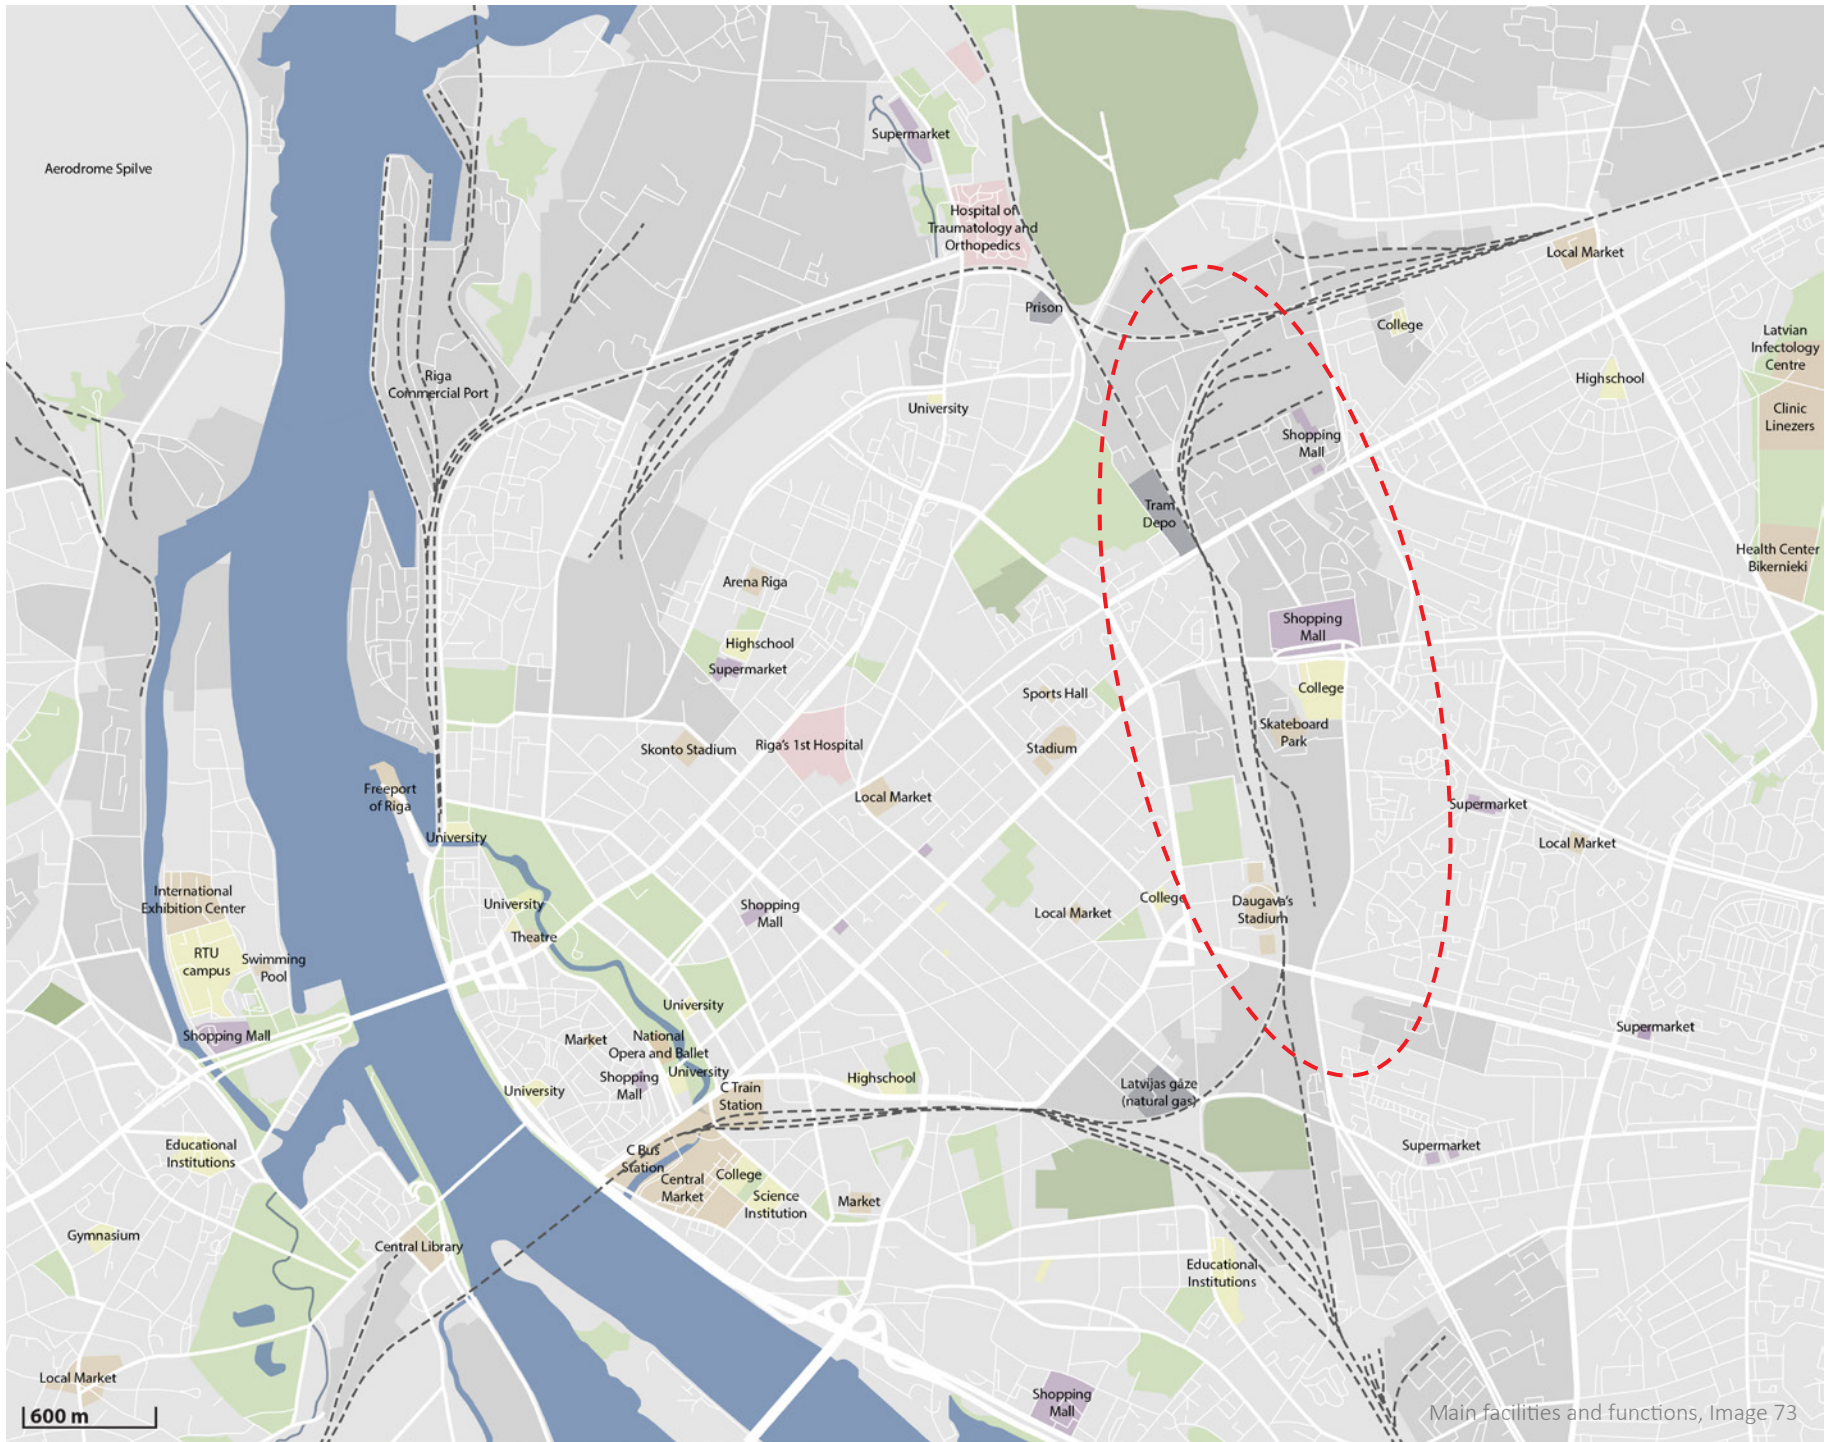 Supermarket
Aerodrome Spilve
Hospital of
Traumatology and
Orthopedics
Local Market
Prison
College
Latvian
Infectology
Centre
Riga
Commercial Port
Highschool
University
Clinic
Linezers
Shopping
Mall
Tram
Depo
Health Center
Bikernieki
Arena Riga
Shopping
Mall
Highschool
Supermarket
College
Sports Hall
Skateboard
Park
Skonto Stadium
Riga's 1st Hospital
Stadium
Freeport
of Riga
Local Market
Supermarket
University
Local Market
International
Exhibition Center
University
Shopping
Mall
Local Market
College
Daugava's
Stadium
Theatre
RTU
campus
Swimming
Pool
University
Shopping Mall
Market
National
Opera and Ballet
Supermarket
University
Shopping
Mall
Highschool
University
C Train
Station
Latvijas gāze
(natural gas)
Educational
Institutions
C Bus
Station
Supermarket
Central
Market
College
Science
Institution
Market
Gymnasium
Central Library
Educational
Institutions
Local Market
Shopping
Mall
600 m
Main facilities and functions, Image 73